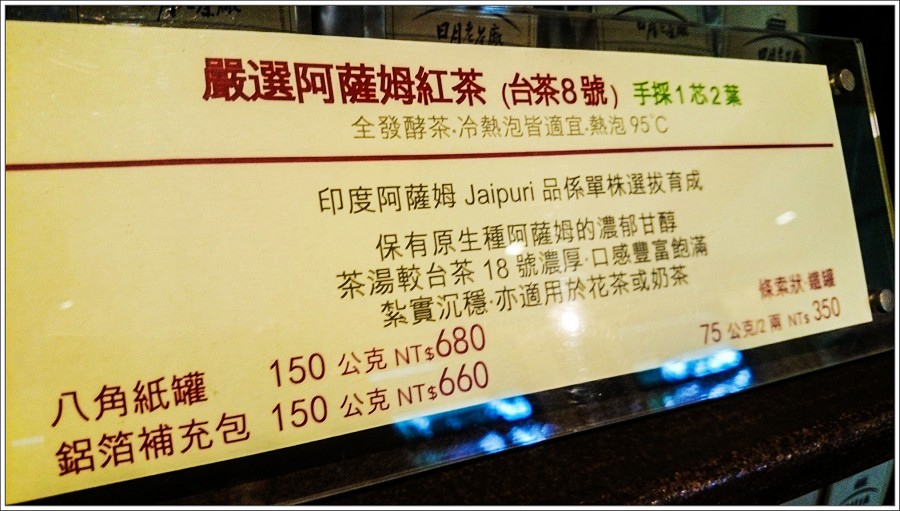 日月老茶廠
嚴選阿薩姆紅茶 (台茶8號) 手採1芯2葉
全發酵茶‧冷熱泡皆適宜‧熱泡95℃
印度阿薩姆 Jaipuri 品係單株選拔育成
保有原生種阿薩姆的濃郁甘醇
茶湯較台茶 18 號濃厚‧口感豐富飽滿
紮實沉穩‧亦適用於花茶或奶茶
條索狀‧鐵罐
75 公克/2 兩 NT$ 350
八角紙罐 150 公克 NT$680
鋁箔補充包 150 公克 NT$660